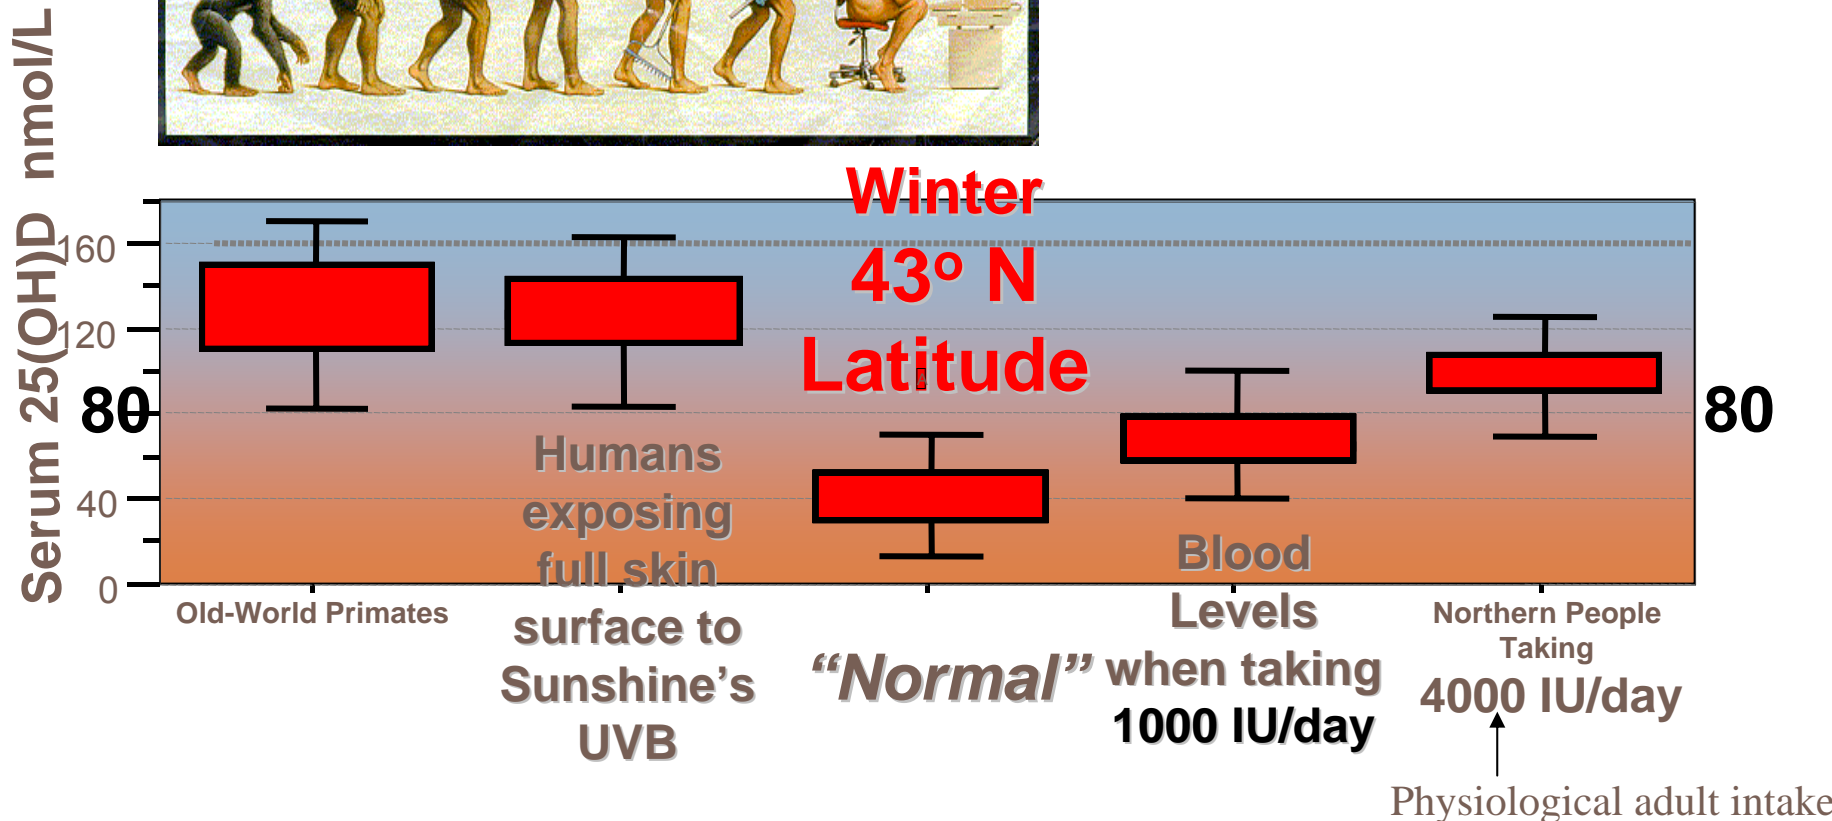 Serum 25(OH)D nmol/L
Winter
43º N
Latitude
160
120
80
40
0
80
Old-World Primates
Humans
exposing
full skin
surface to
Sunshine’s
UVB
“Normal”
Blood
Levels
when taking
1000 IU/day
Northern People
Taking
4000 IU/day
Physiological adult intake